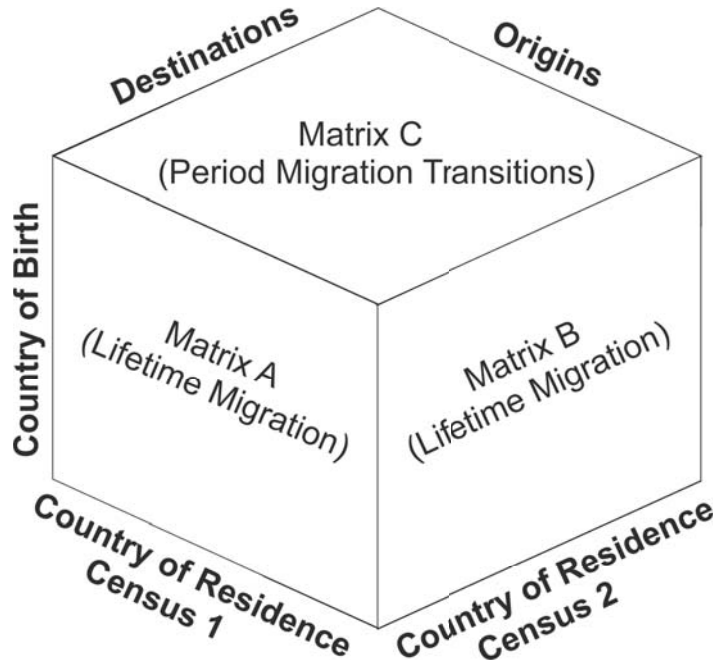 Destinations
Origins
Matrix C
(Period Migration Transitions)
Country of Birth
Matrix A
(Lifetime Migration)
Matrix B
(Lifetime Migration)
Country of Residence
Census 1
Country of Residence
Census 2